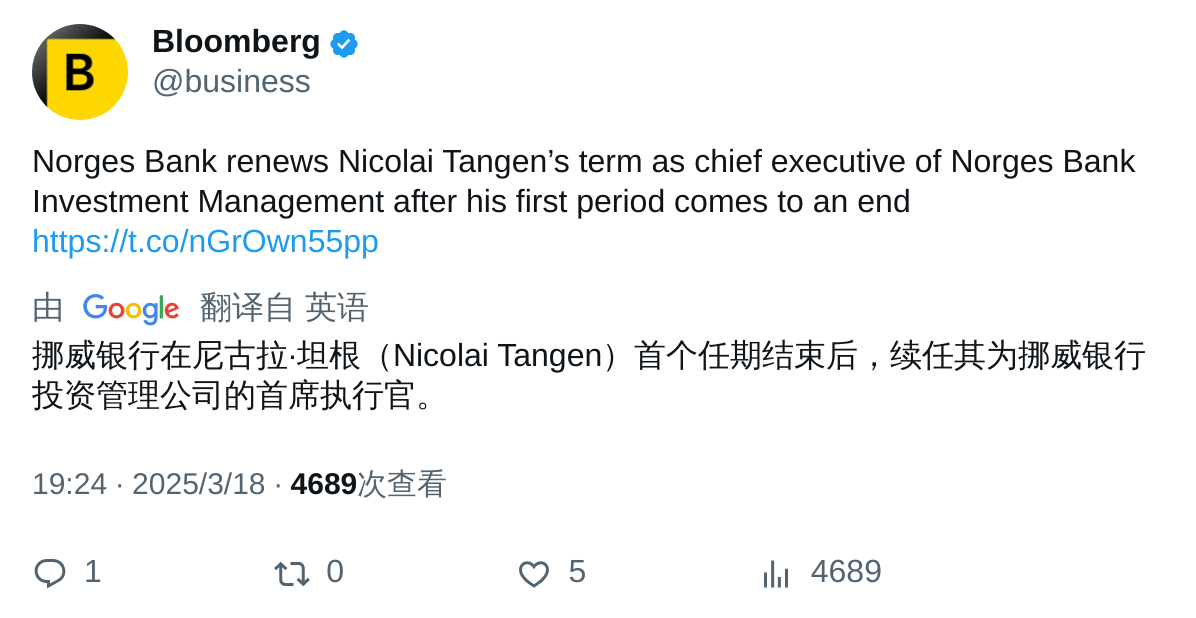 B
Bloomberg
@business
Norges Bank renews Nicolai Tangen’s term as chief executive of Norges Bank
Investment Management after his first period comes to an end
https://t.co/nGrOwn55pp
由 Google 翻译自 英语
挪威银行在尼古拉·坦根（Nicolai Tangen）首个任期结束后，续任其为挪威银行
投资管理公司的首席执行官。
19:24 · 2025/3/18 · 4689次查看
1 0 5 4689